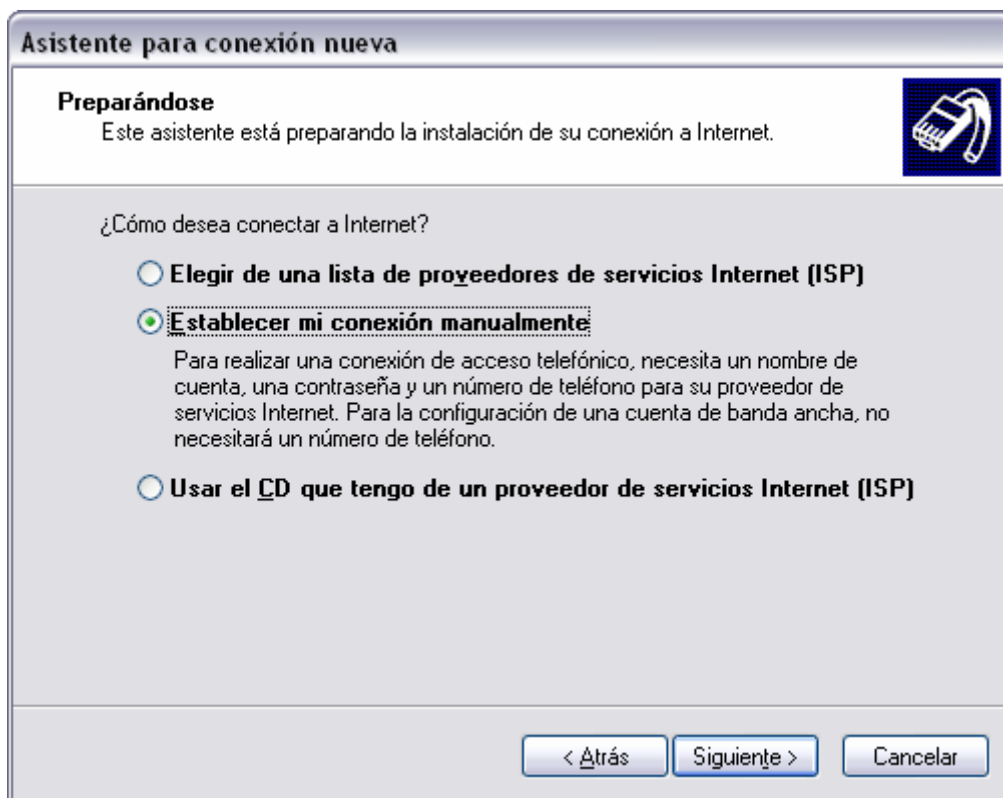 Asistente para conexión nueva
Preparándose
Este asistente está preparando la instalación de su conexión a Internet.
¿Cómo desea conectar a Internet?
Elegir de una lista de proveedores de servicios Internet (ISP)
Establecer mi conexión manualmente
Para realizar una conexión de acceso telefónico, necesita un nombre de
cuenta, una contraseña y un número de teléfono para su proveedor de
servicios Internet. Para la configuración de una cuenta de banda ancha, no
necesitará un número de teléfono.
Usar el CD que tengo de un proveedor de servicios Internet (ISP)
< Atrás
Siguiente >
Cancelar